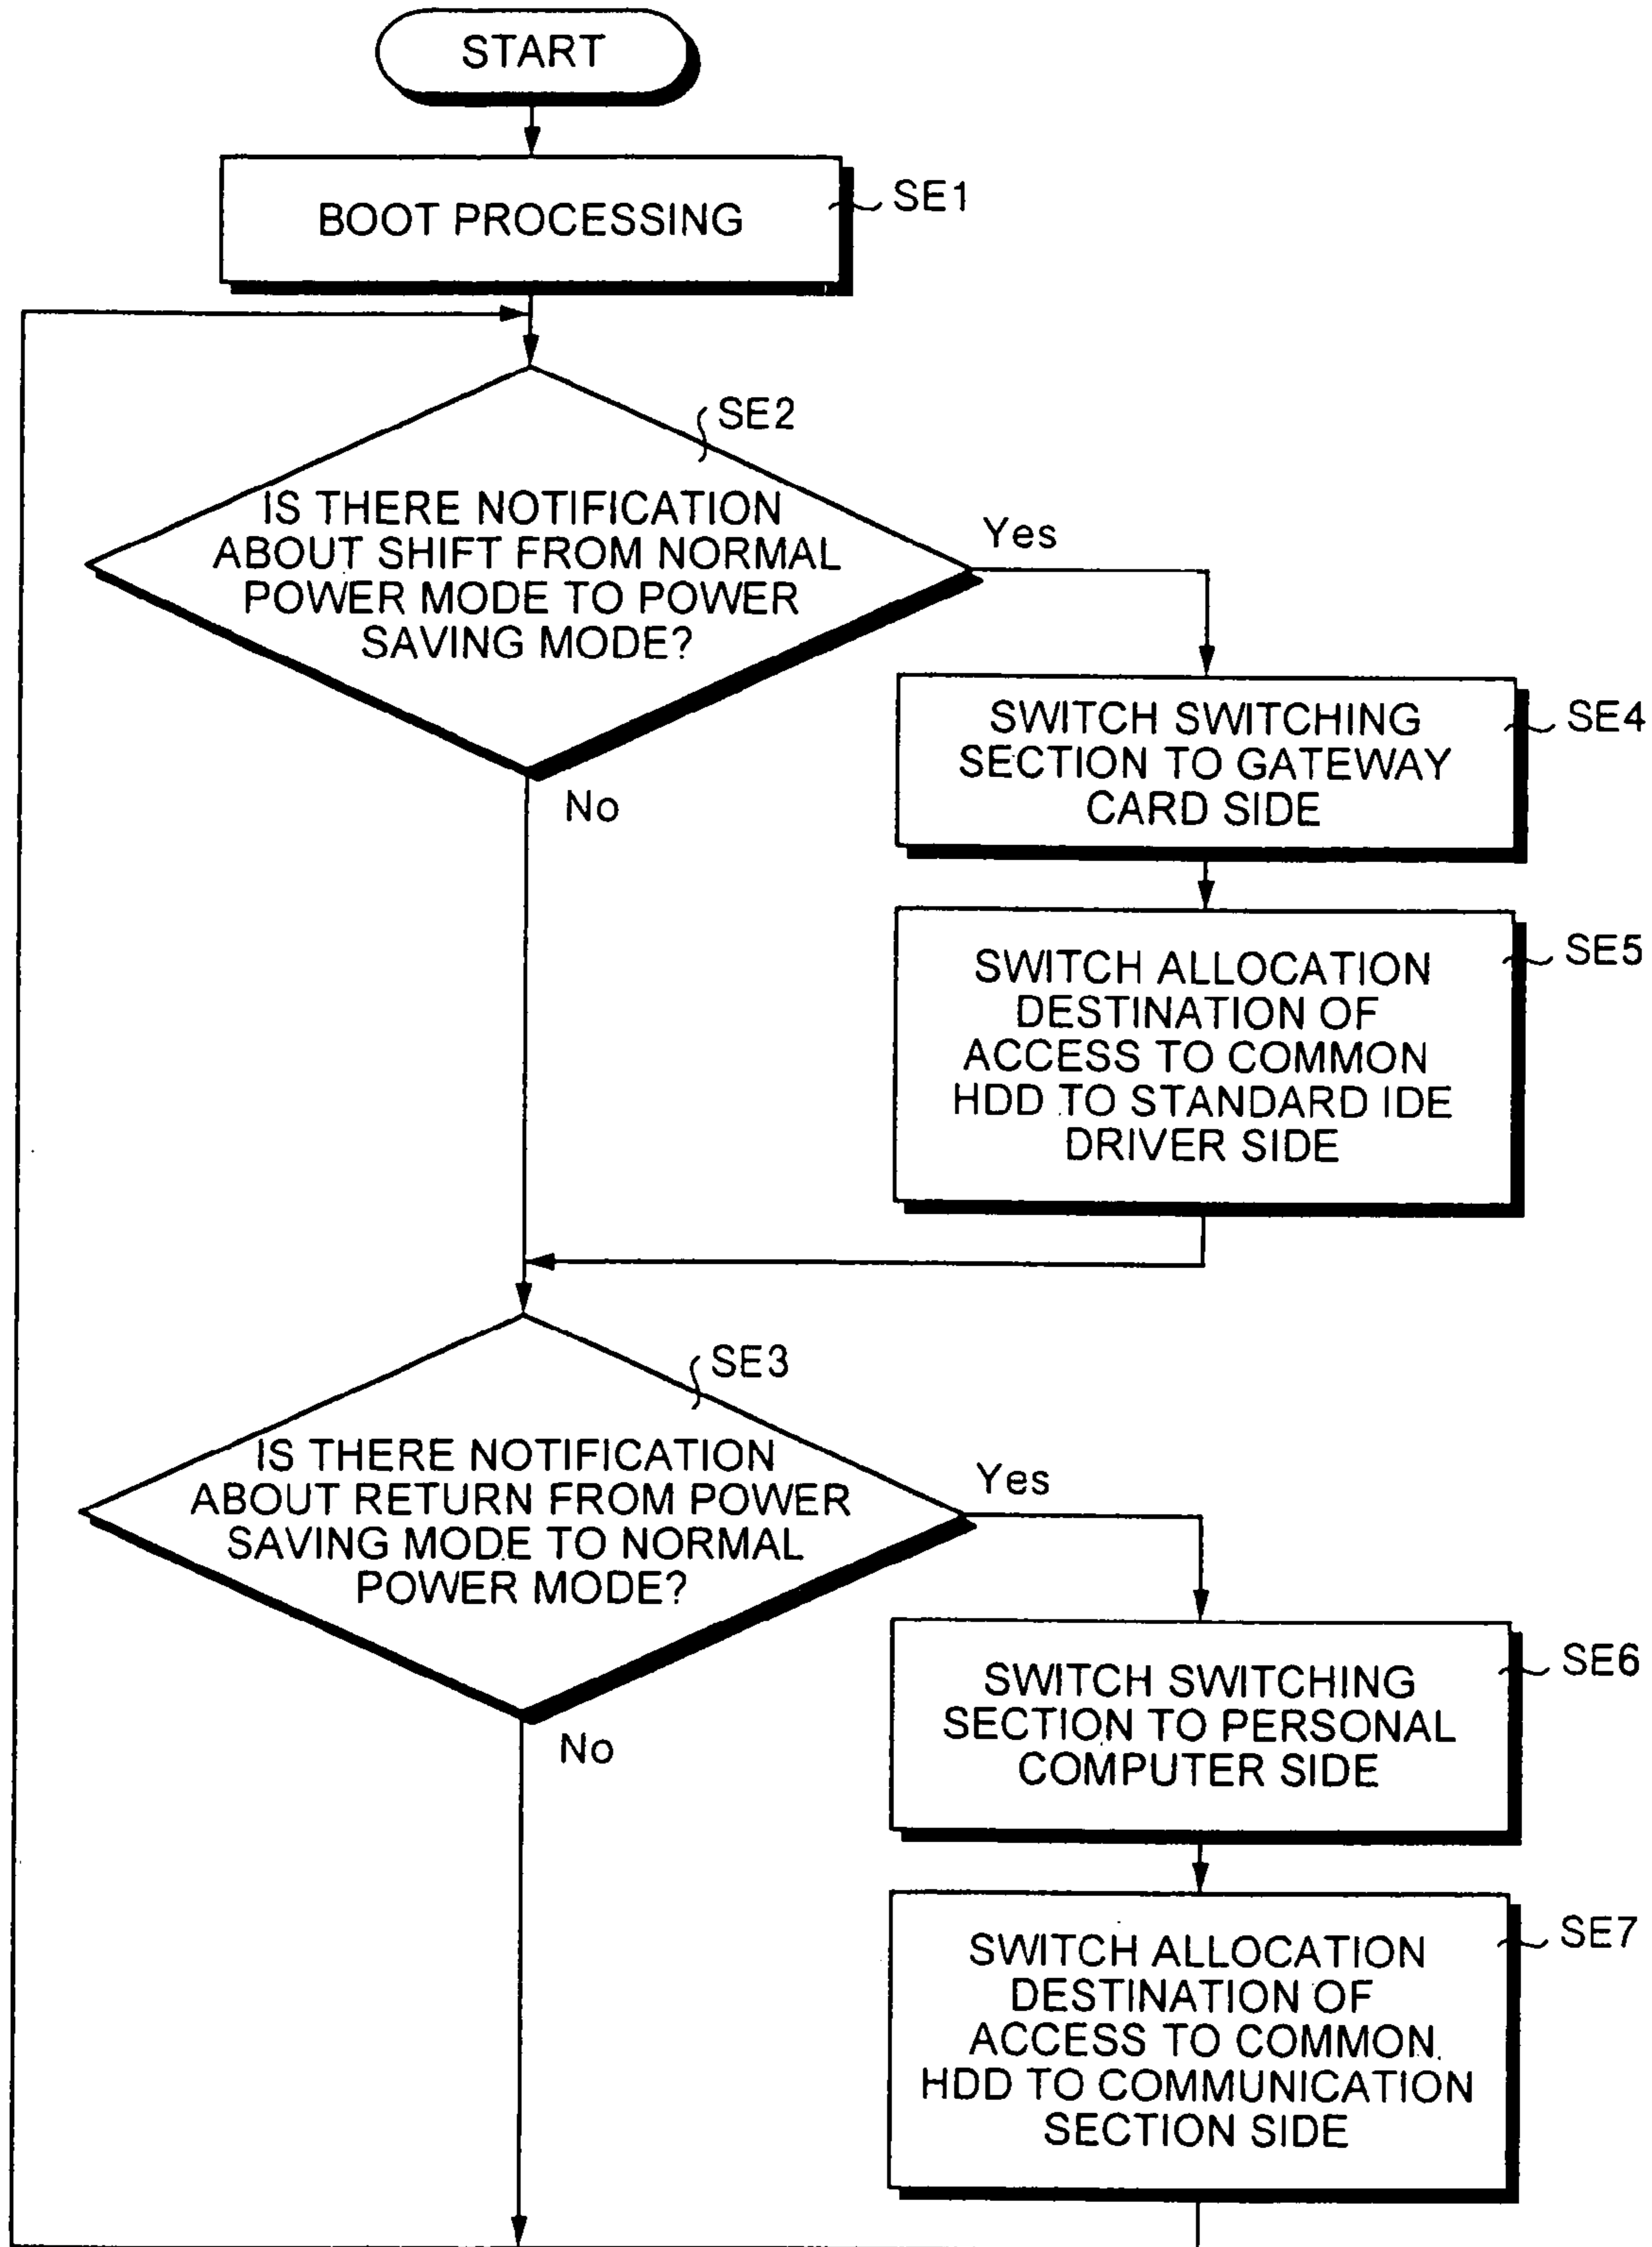 START
BOOT PROCESSING
SE1
SE2
IS THERE NOTIFICATION
ABOUT SHIFT FROM NORMAL
POWER MODE TO POWER
SAVING MODE?
Yes
No
SWITCH SWITCHING
SECTION TO GATEWAY
CARD SIDE
SE4
SWITCH ALLOCATION
DESTINATION OF
ACCESS TO COMMON
HDD TO STANDARD IDE
DRIVER SIDE
SE5
SE3
IS THERE NOTIFICATION
ABOUT RETURN FROM POWER
SAVING MODE TO NORMAL
POWER MODE?
Yes
No
SWITCH SWITCHING
SECTION TO PERSONAL
COMPUTER SIDE
SE6
SWITCH ALLOCATION
DESTINATION OF
ACCESS TO COMMON
HDD TO COMMUNICATION
SECTION SIDE
SE7